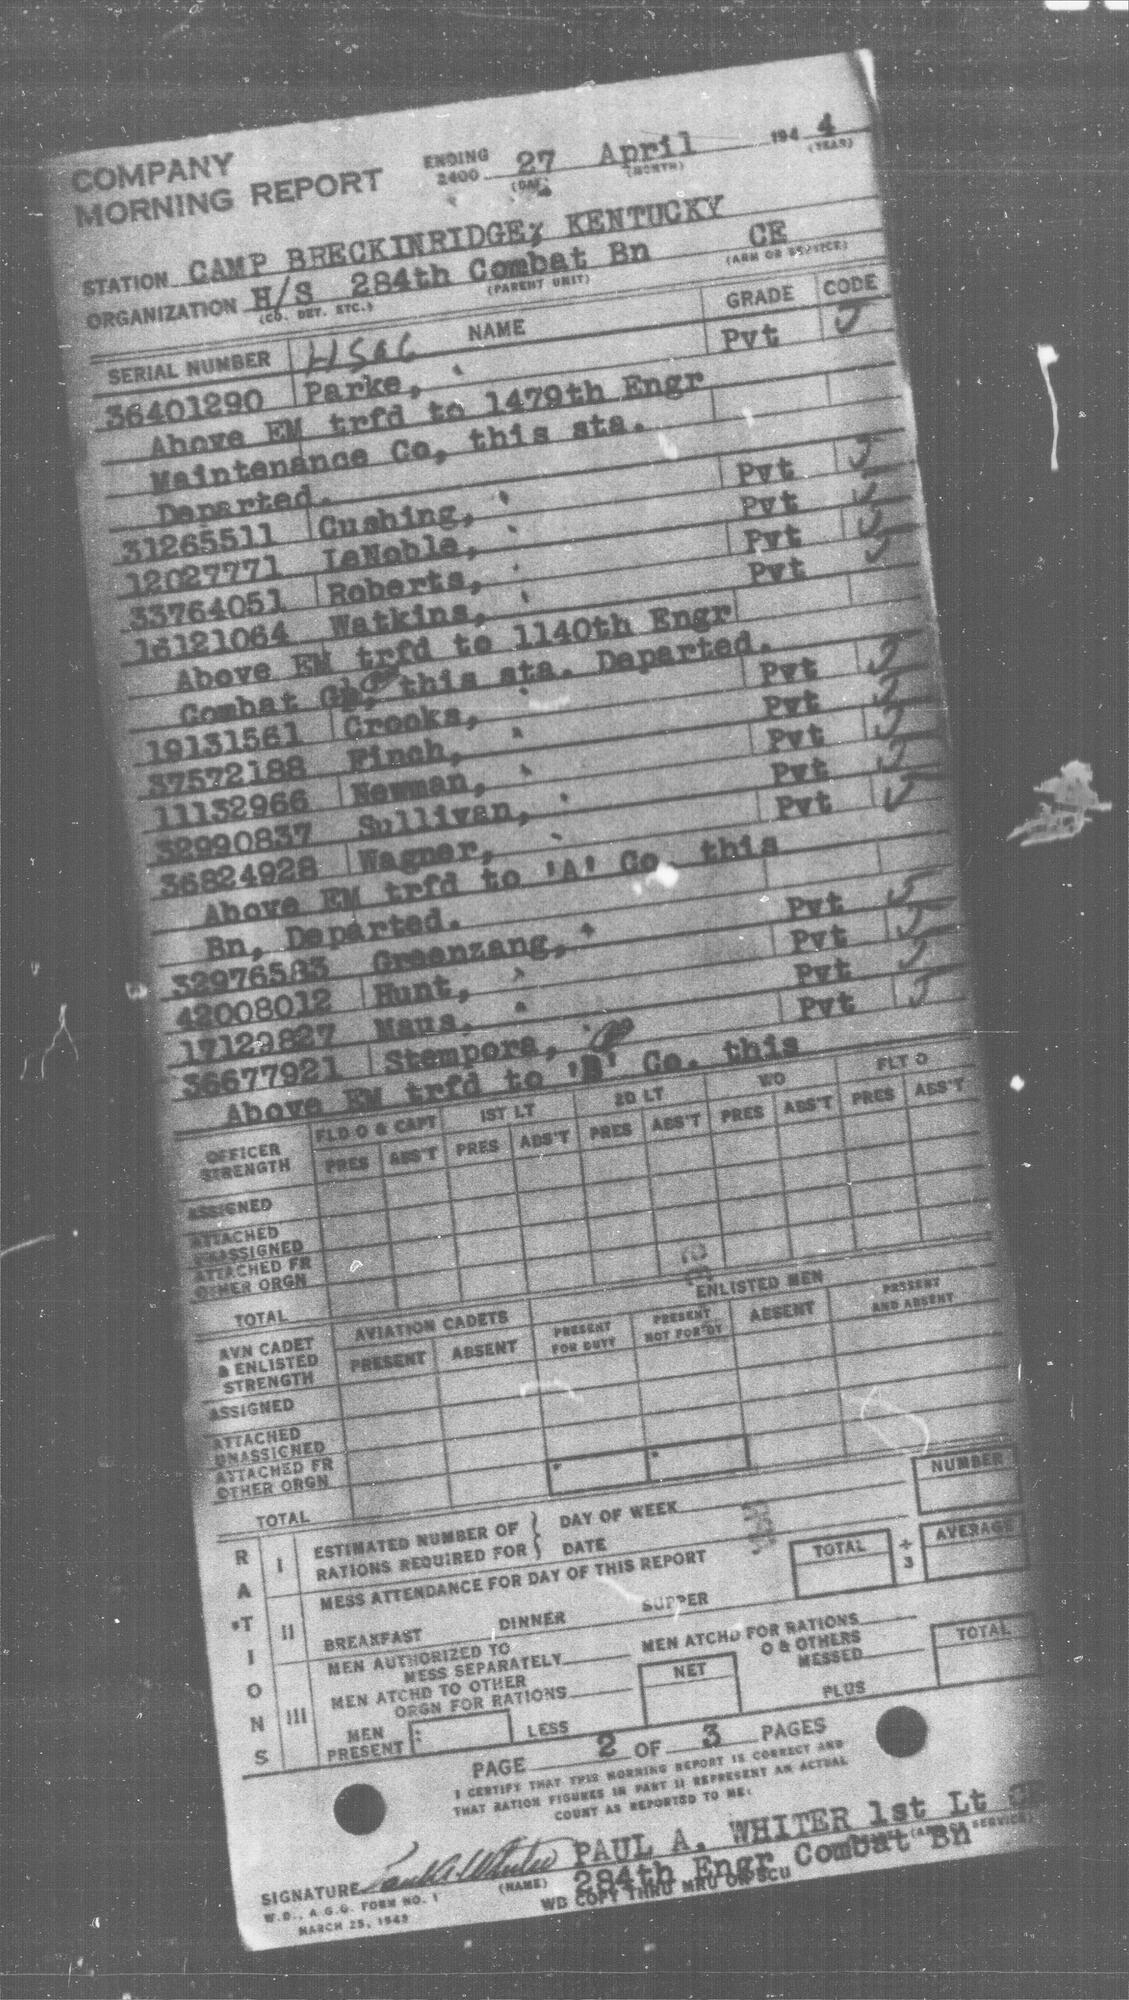 COMPANY
MORNING REPORT
ENDING 2400 27 April 1944
(DAY) (MONTH) (YEAR)
STATION CAMP BRECKINRIDGE; KENTUCKY
ORGANIZATION H/S 284th Combat Bn CE
(CO. DET. ETC.) (PARENT UNIT) (ARM OR SERVICE)
SERIAL NUMBER NAME GRADE CODE
36401290 Parke, Pvt J
Above EM trfd to 1479th Engr
Maintenance Co, this sta.
Departed.
31265511 Cushing, Pvt J
12027771 LeNoble, Pvt J
33764051 Roberts, Pvt J
16121064 Watkins, Pvt J
Above EM trfd to 1140th Engr
Combat Gp, this sta. Departed.
19131561 Crooks, Pvt J
37572188 Finch, Pvt J
11132966 Newman, Pvt J
32990837 Sullivan, Pvt J
36824928 Wagner, Pvt J
Above EM trfd to 'A' Co. this
Bn, Departed.
32976583 Greenzang, Pvt J
42008012 Hunt, Pvt J
17129827 Maus, Pvt J
36677921 Stempora, Pvt J
Above EM trfd to 'B' Co. this
OFFICER STRENGTH FLD O & CAPT 1ST LT 2D LT WO FLT O
PRES ABS'T PRES ABS'T PRES ABS'T PRES ABS'T PRES ABS'T
ASSIGNED
ATTACHED UNASSIGNED
ATTACHED FR OTHER ORGN
TOTAL
AVN CADET & ENLISTED STRENGTH AVIATION CADETS ENLISTED MEN
PRESENT ABSENT PRESENT FOR DUTY PRESENT NOT FOR DY ABSENT PRESENT AND ABSENT
ASSIGNED
ATTACHED UNASSIGNED
ATTACHED FR OTHER ORGN
TOTAL
RATIONS
I ESTIMATED NUMBER OF RATIONS REQUIRED FOR } DAY OF WEEK DATE NUMBER
II MESS ATTENDANCE FOR DAY OF THIS REPORT TOTAL ÷ 3 AVERAGE
BREAKFAST DINNER SUPPER
III MEN AUTHORIZED TO MESS SEPARATELY MEN ATCHD FOR RATIONS
O & OTHERS MESSED TOTAL
MEN ATCHD TO OTHER ORGN FOR RATIONS NET
MEN PRESENT : LESS PLUS
PAGE 2 OF 3 PAGES
I CERTIFY THAT THIS MORNING REPORT IS CORRECT AND
THAT RATION FIGURES IN PART II REPRESENT AN ACTUAL
COUNT AS REPORTED TO ME:
SIGNATURE Paul A. Whiter PAUL A. WHITER 1st Lt CE
(NAME) 284th Engr Combat Bn
W.D., A.G.O. FORM NO. 1
MARCH 25, 1943
WD COPY THRU MRU OR SCU